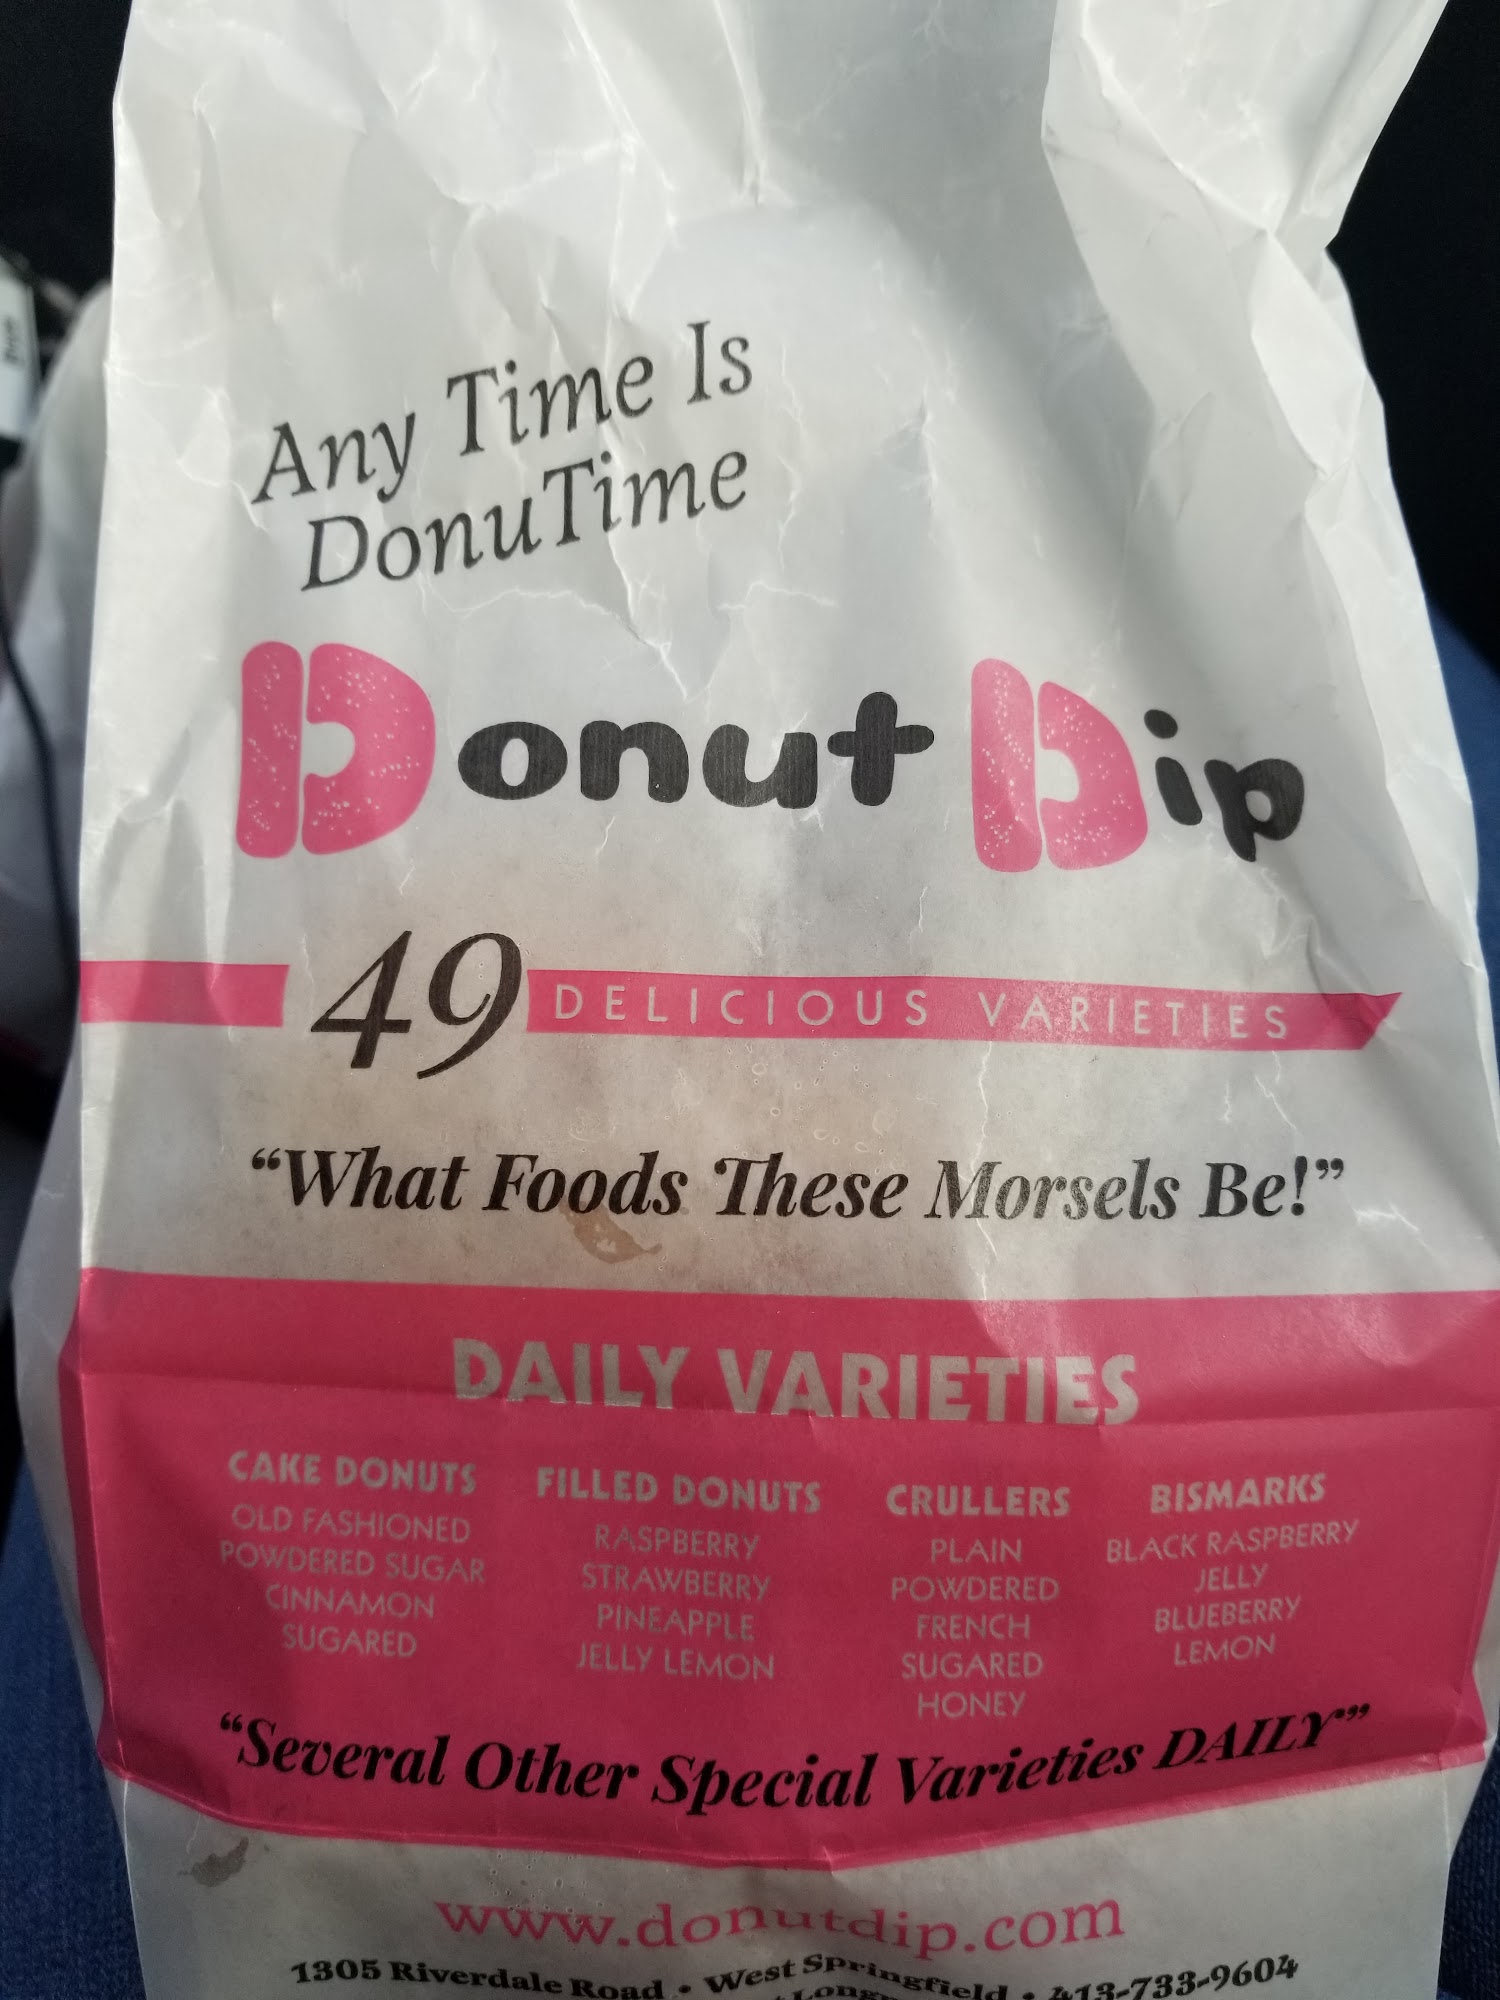 Any Time Is
DonuTime
Donut Dip
49 DELICIOUS VARIETIES
“What Foods These Morsels Be!”
DAILY VARIETIES
CAKE DONUTS
OLD FASHIONED
POWDERED SUGAR
CINNAMON
SUGARED
FILLED DONUTS
RASPBERRY
STRAWBERRY
PINEAPPLE
JELLY LEMON
CRULLERS
PLAIN
POWDERED
FRENCH
SUGARED
HONEY
BISMARKS
BLACK RASPBERRY
JELLY
BLUEBERRY
LEMON
“Several Other Special Varieties DAILY”
www.donutdip.com
1305 Riverdale Road • West Springfield • 413-733-9604